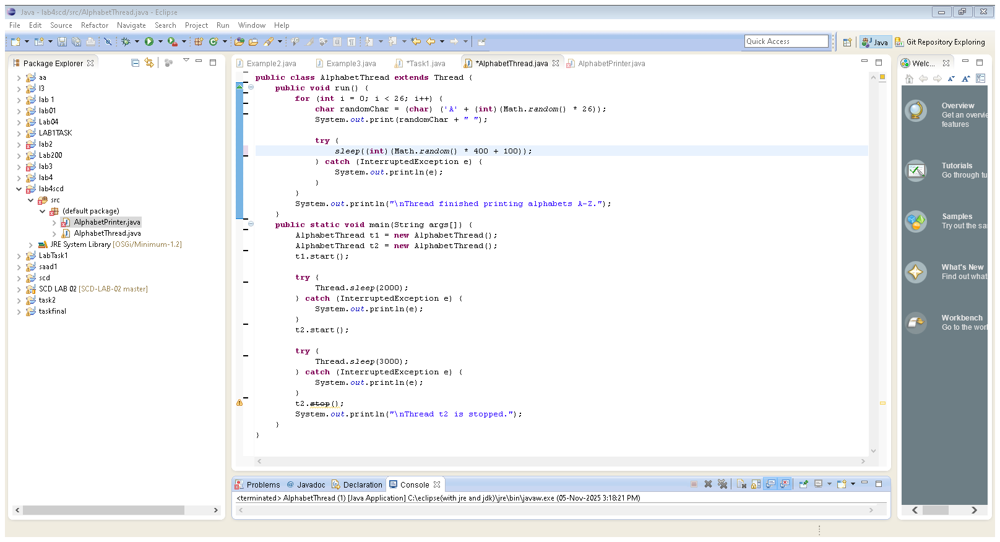 Java - lab4scd/src/AlphabetThread.java - Eclipse
File Edit Source Refactor Navigate Search Project Run Window Help
Quick Access
Java
Git Repository Exploring
Package Explorer
aa
l3
lab 1
lab01
Lab04
LAB1TASK
lab2
Lab200
lab3
lab4
lab4scd
src
(default package)
AlphabetPrinter.java
AlphabetThread.java
JRE System Library [OSGi/Minimum-1.2]
LabTask1
saad1
scd
SCD LAB 02 [SCD-LAB-02 master]
task2
taskfinal
Example2.java Example3.java *Task1.java *AlphabetThread.java AlphabetPrinter.java
public class AlphabetThread extends Thread {
public void run() {
for (int i = 0; i < 26; i++) {
char randomChar = (char) ('A' + (int)(Math.random() * 26));
System.out.print(randomChar + " ");
try {
sleep((int)(Math.random() * 400 + 100));
} catch (InterruptedException e) {
System.out.println(e);
}
}
System.out.println("\nThread finished printing alphabets A-Z.");
}
public static void main(String args[]) {
AlphabetThread t1 = new AlphabetThread();
AlphabetThread t2 = new AlphabetThread();
t1.start();
try {
Thread.sleep(2000);
} catch (InterruptedException e) {
System.out.println(e);
}
t2.start();
try {
Thread.sleep(3000);
} catch (InterruptedException e) {
System.out.println(e);
}
t2.stop();
System.out.println("\nThread t2 is stopped.");
}
}
Problems @ Javadoc Declaration Console
<terminated> AlphabetThread (1) [Java Application] C:\eclipse(with jre and jdk)\jre\bin\javaw.exe (05-Nov-2025 3:18:21 PM)
Welc...
Overview
Get an overvie
features
Tutorials
Go through tu
Samples
Try out the sa
What's New
Find out what
Workbench
Go to the worl